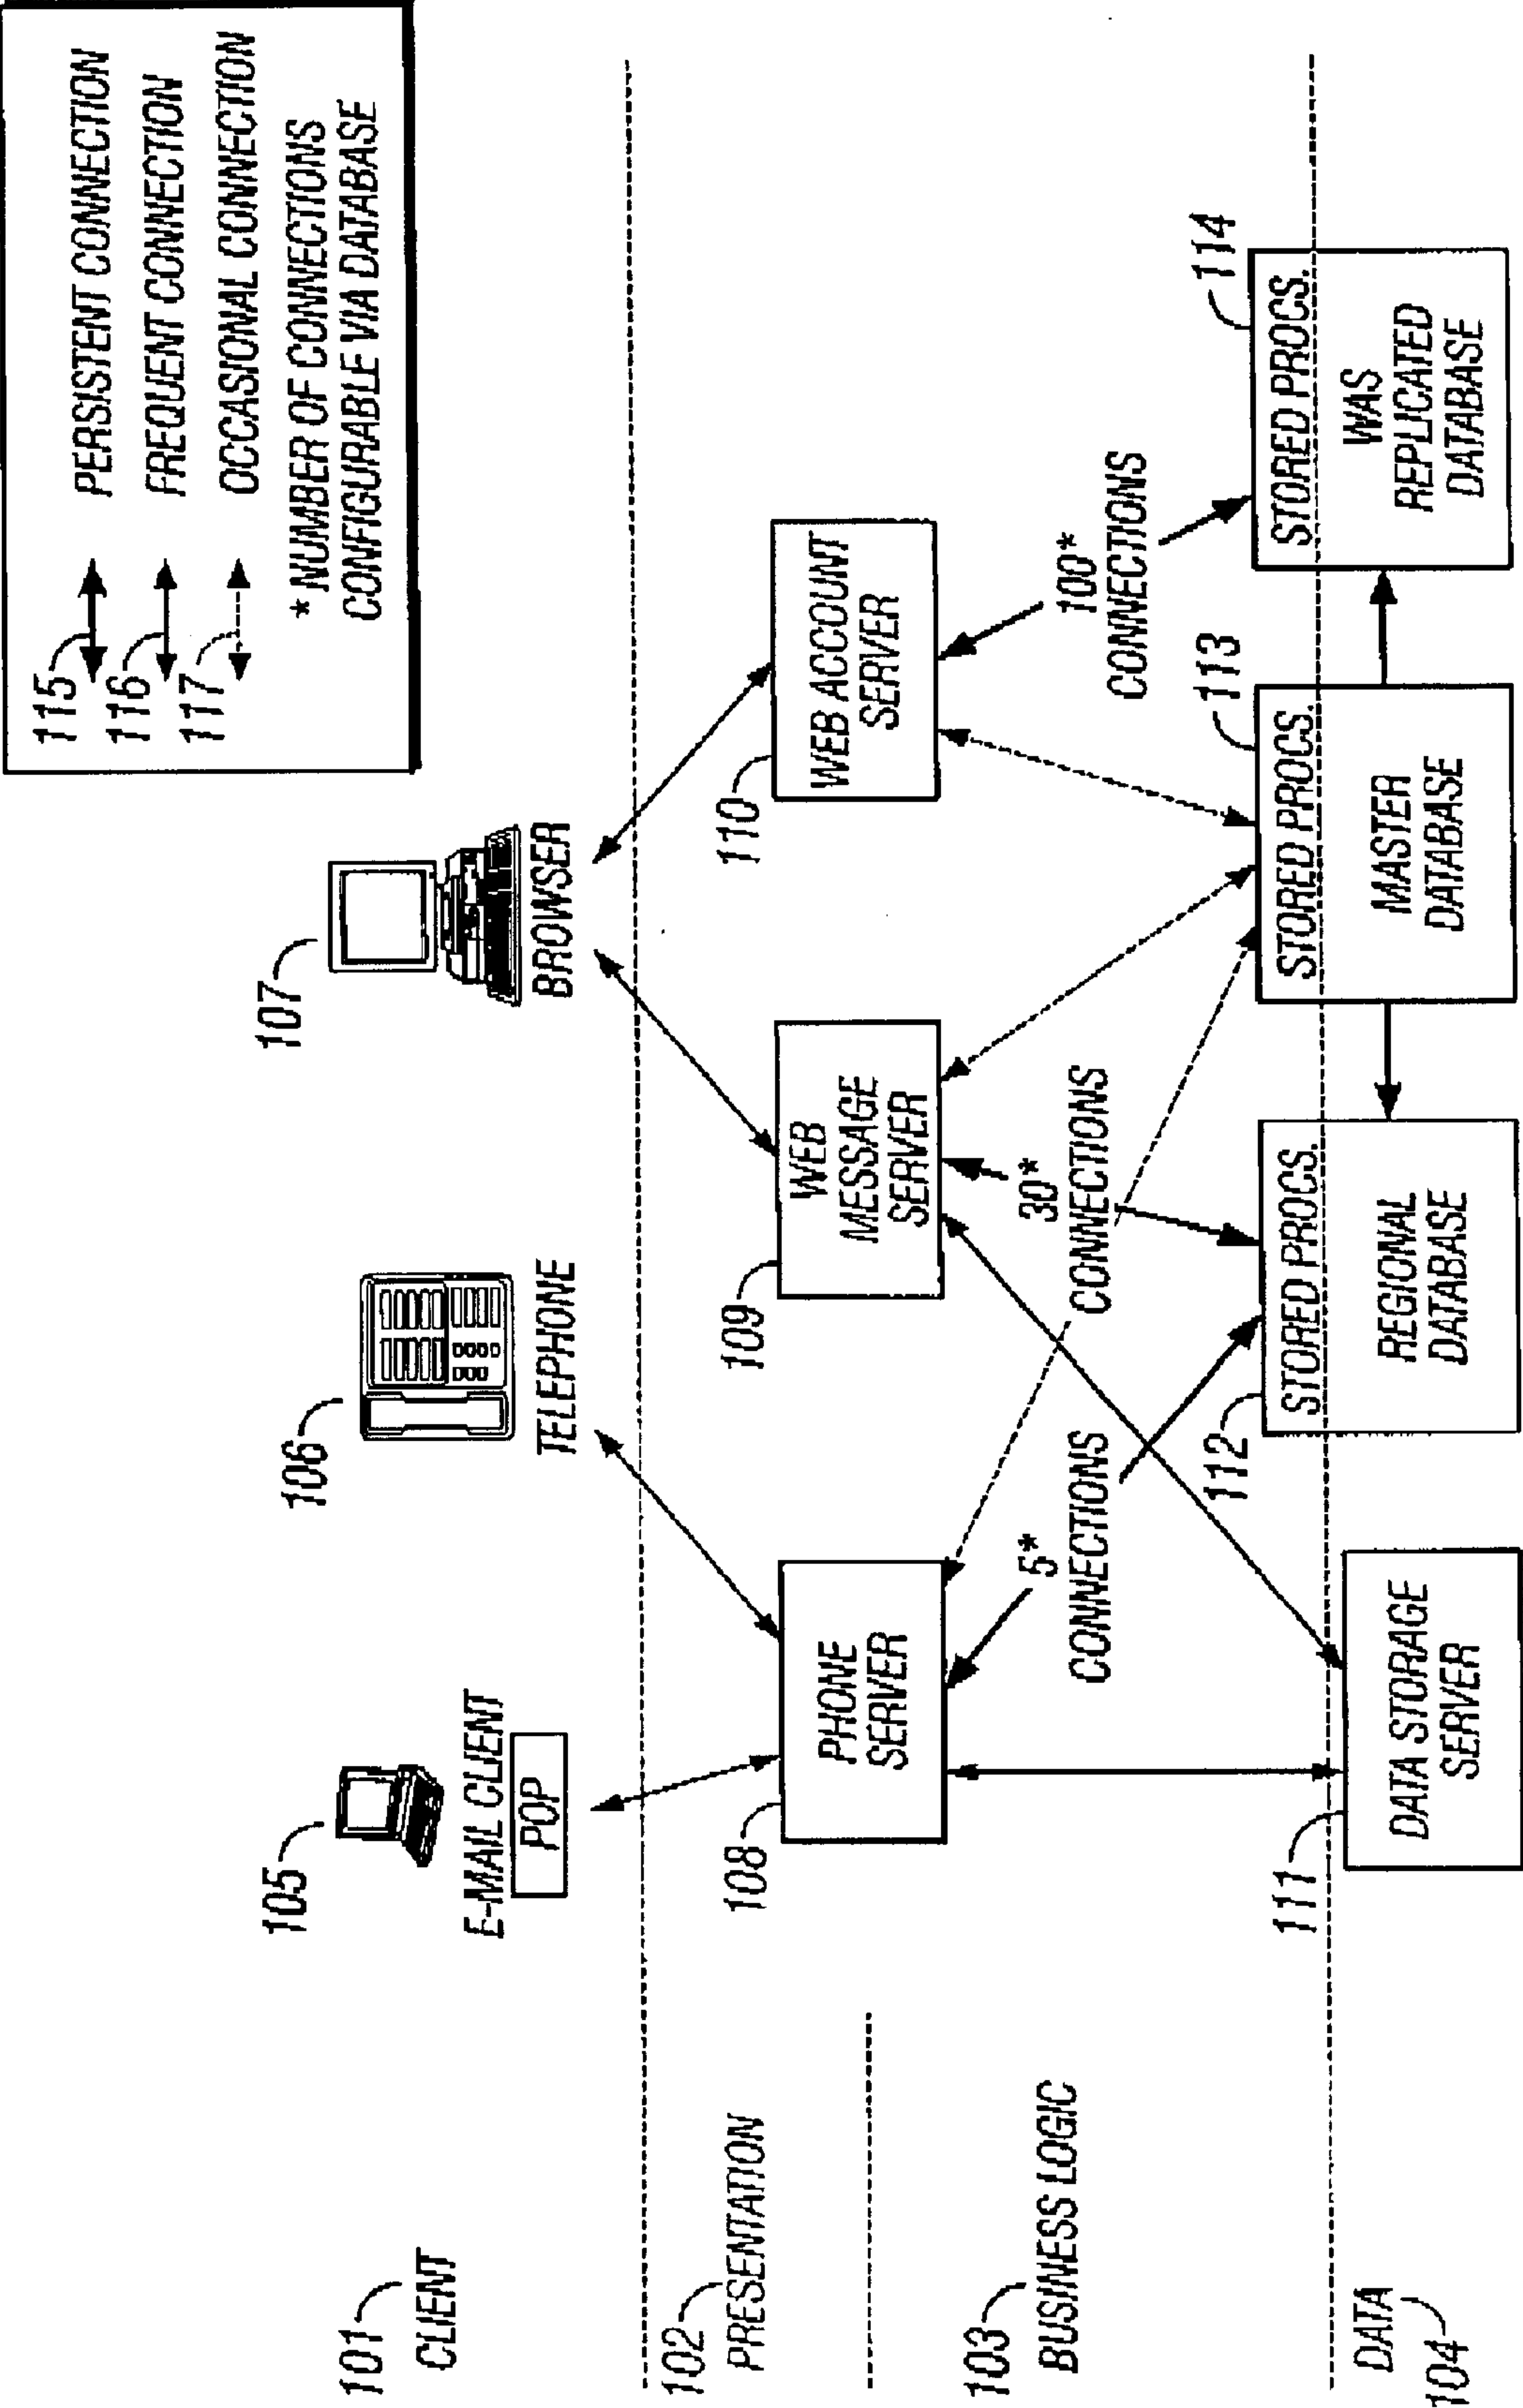 115
PERSISTENT CONNECTION
116
FREQUENT CONNECTION
117
OCCASIONAL CONNECTION
* NUMBER OF CONNECTIONS
CONFIGURABLE VIA DATABASE
101
CLIENT
105
E-MAIL CLIENT
POP
106
TELEPHONE
107
BROWSER
102
PRESENTATION
108
PHONE
SERVER
109
WEB
MESSAGE
SERVER
110
WEB ACCOUNT
SERVER
103
BUSINESS LOGIC
5*
CONNECTIONS
30*
CONNECTIONS
100*
CONNECTIONS
DATA
104
111
DATA STORAGE
SERVER
112
STORED PROCS.
REGIONAL
DATABASE
113
STORED PROCS.
MASTER
DATABASE
114
STORED PROCS.
WAS
REPLICATED
DATABASE